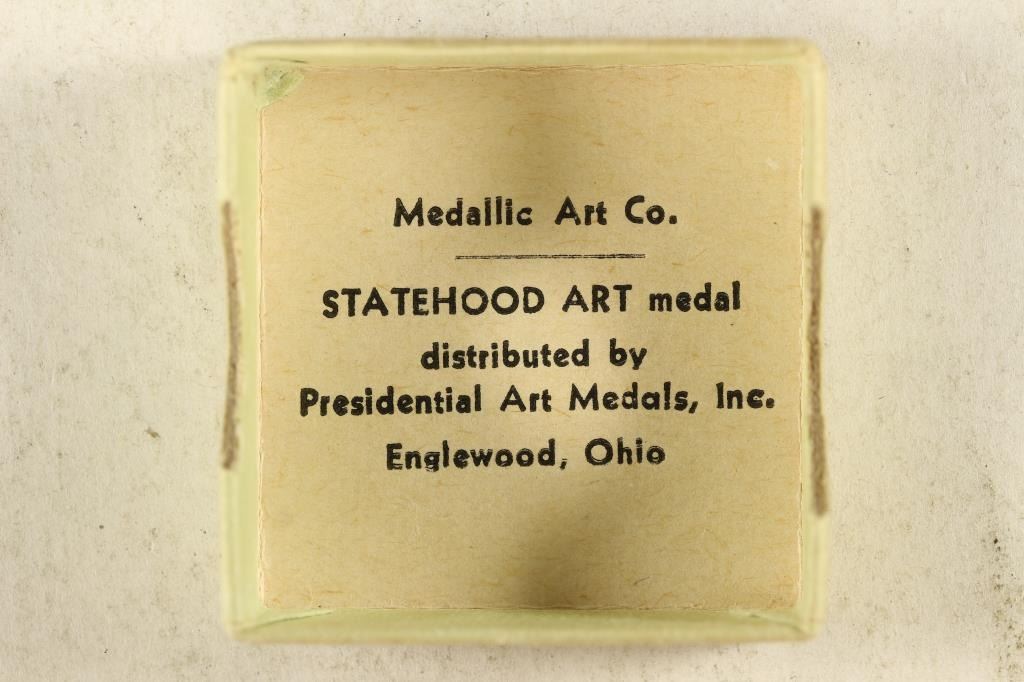 Medallic Art Co.
STATEHOOD ART medal
distributed by
Presidential Art Medals, Inc.
Englewood, Ohio